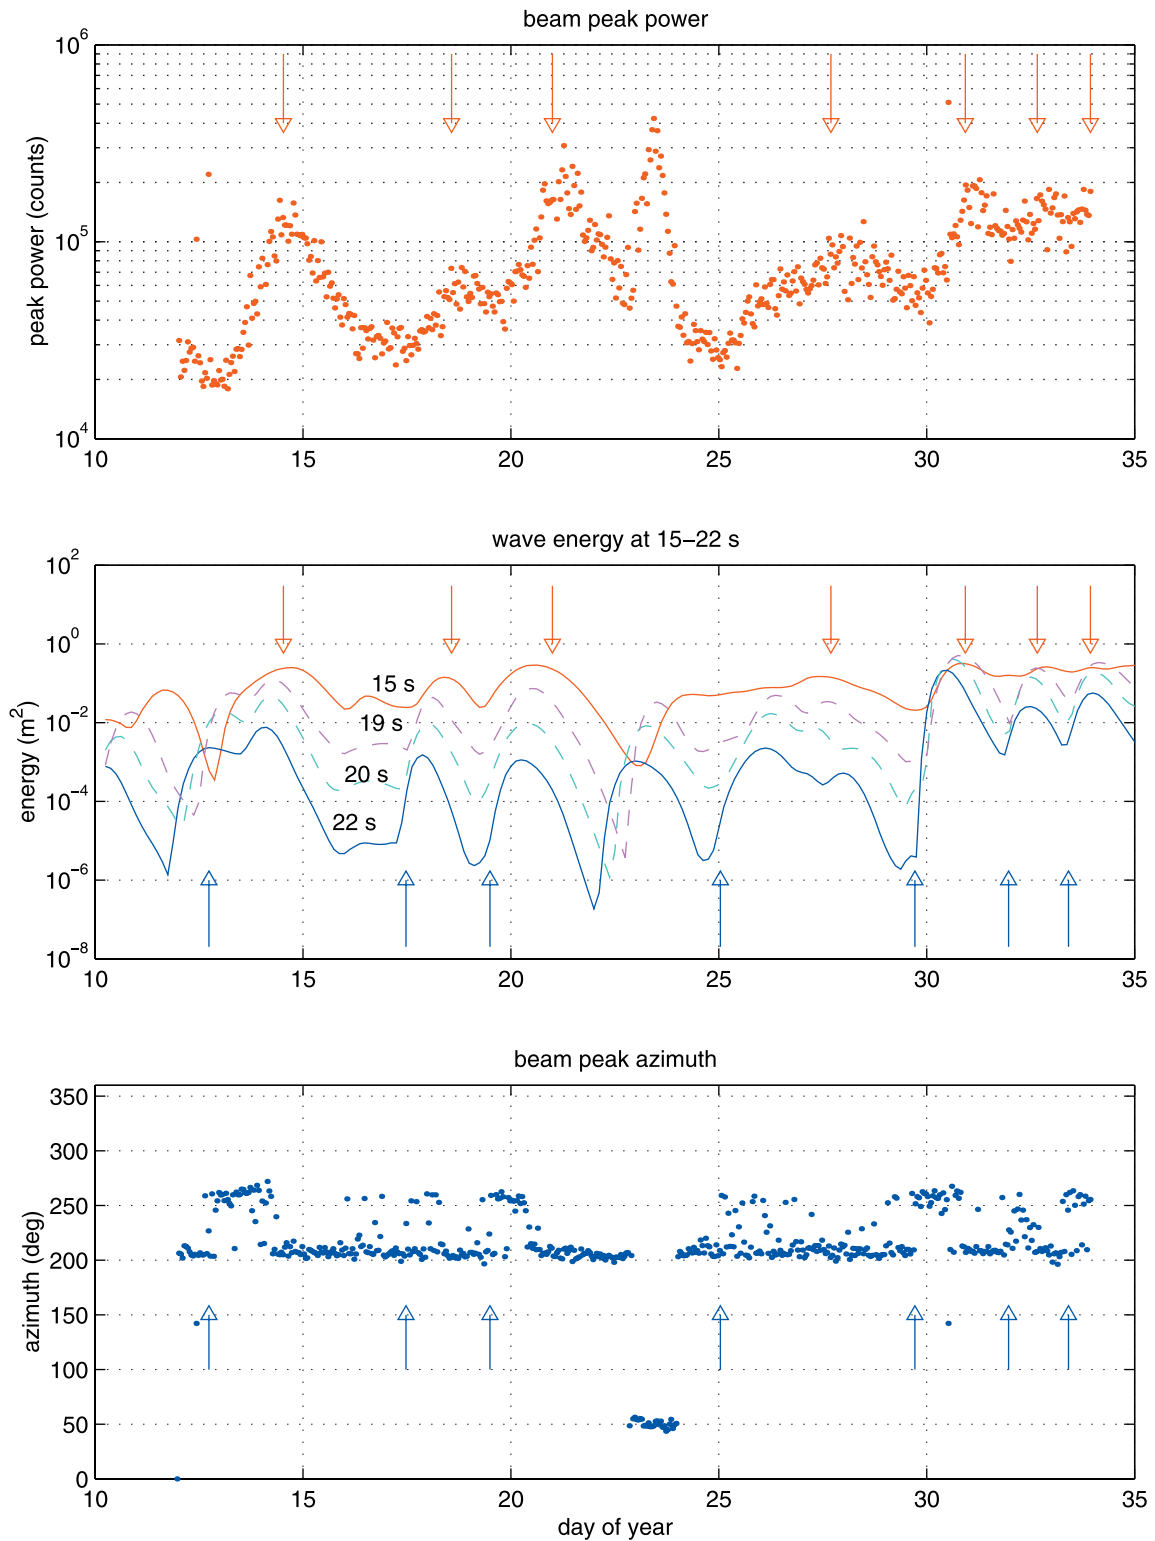 beam peak power
10^6
10^5
10^4
peak power (counts)
10 15 20 25 30 35
wave energy at 15–22 s
10^2
10^0
10^−2
10^−4
10^−6
10^−8
energy (m^2)
15 s
19 s
20 s
22 s
10 15 20 25 30 35
beam peak azimuth
350
300
250
200
150
100
50
0
azimuth (deg)
10 15 20 25 30 35
day of year